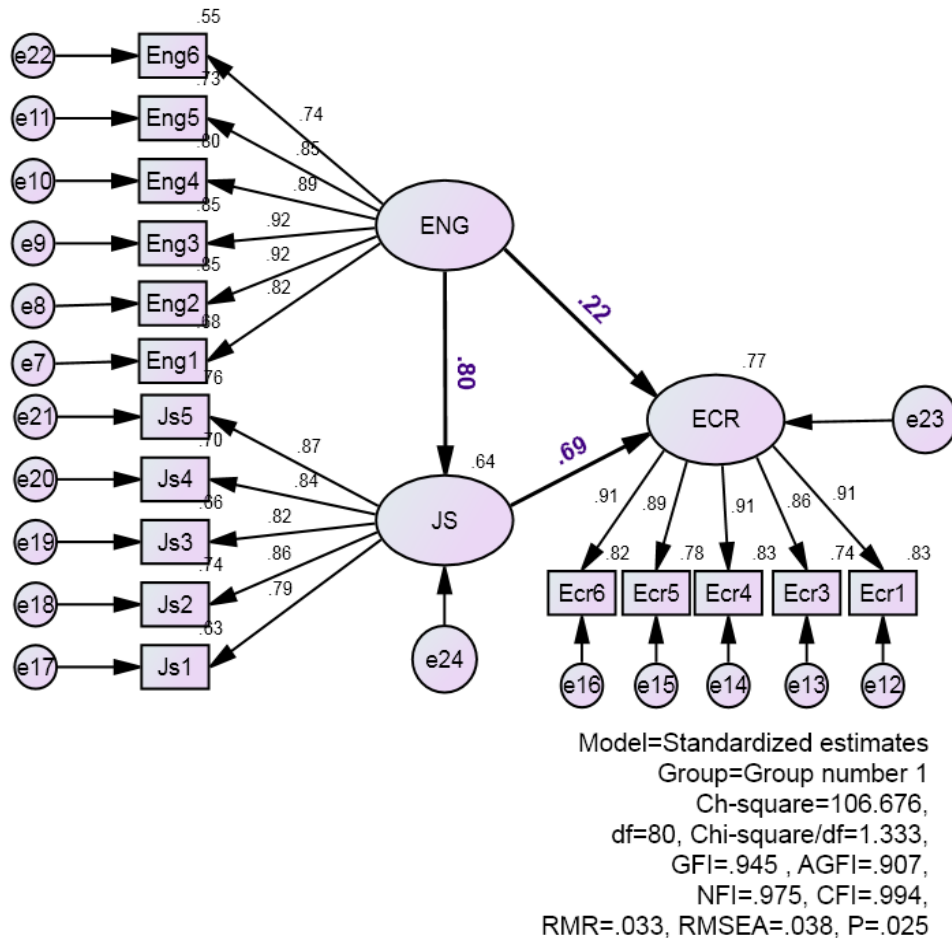 .55
e22 Eng6
.73
.74
e11 Eng5
.80
.85
e10 Eng4
.89
.85
e9 Eng3
.92
ENG
.85
.92
e8 Eng2
.82
.22
.68
e7 Eng1
.76
.80
.77
e21 Js5
ECR
e23
.70
.87
.69
.64
e20 Js4
.84
.66
.82
JS
e19 Js3
.91 .89 .91 .86 .91
.74
.86
e18 Js2
.79
.82 .78 .83 .74 .83
.63
Ecr6 Ecr5 Ecr4 Ecr3 Ecr1
e17 Js1
e24
e16 e15 e14 e13 e12
Model=Standardized estimates
Group=Group number 1
Ch-square=106.676,
df=80, Chi-square/df=1.333,
GFI=.945 , AGFI=.907,
NFI=.975, CFI=.994,
RMR=.033, RMSEA=.038, P=.025